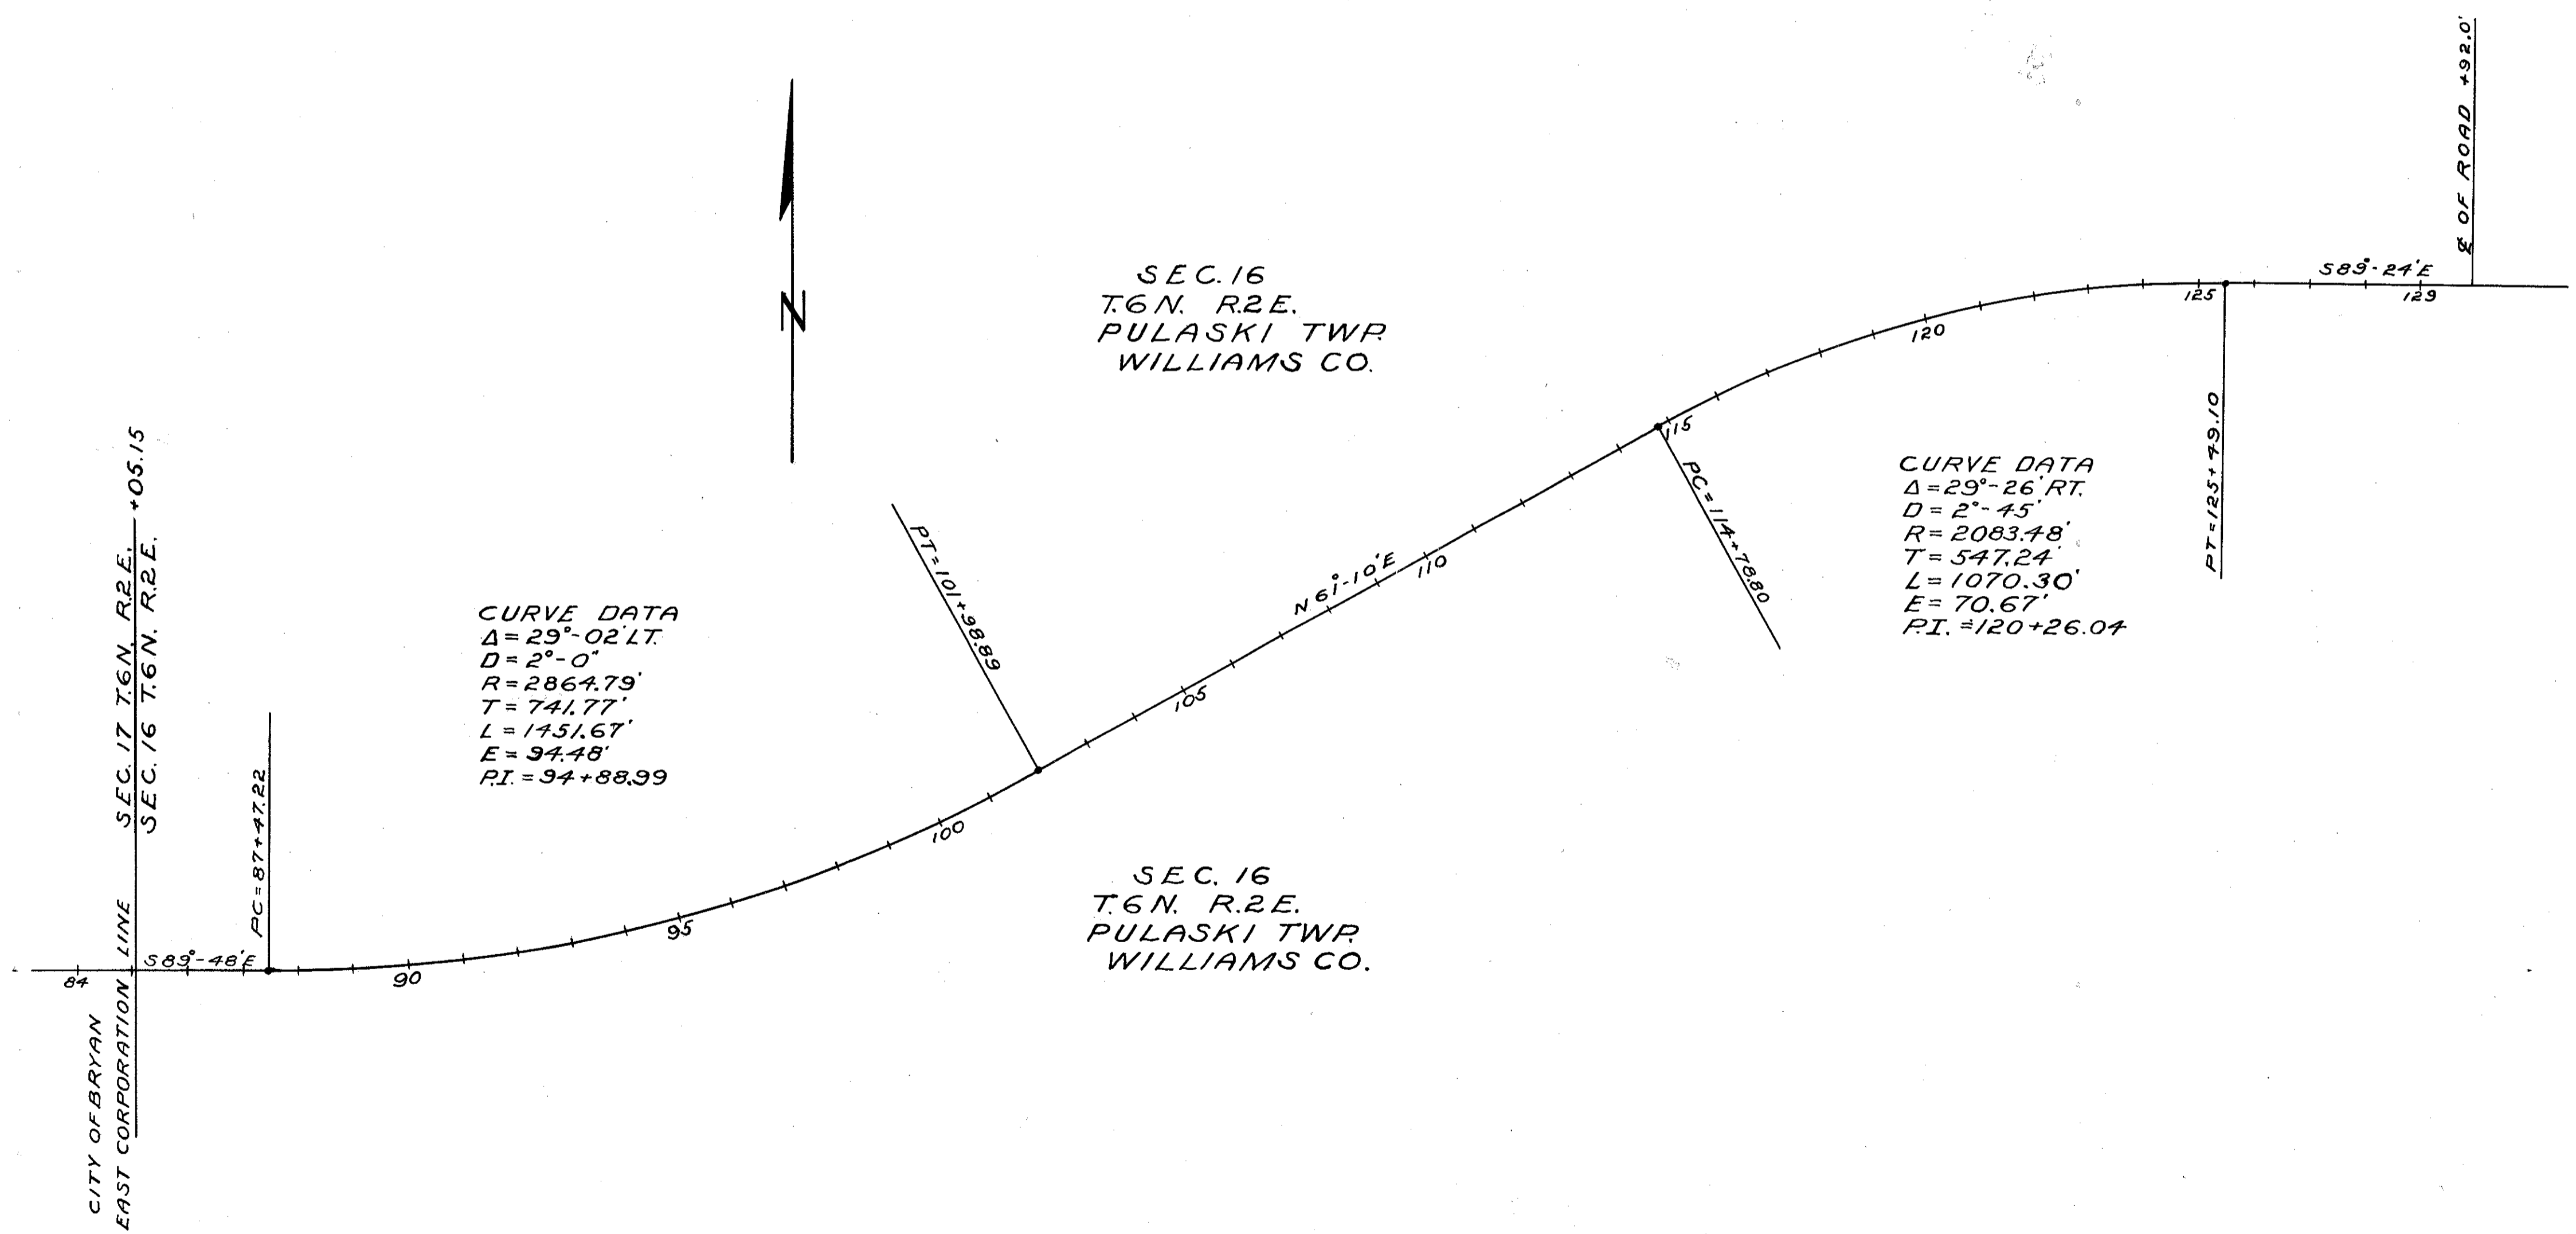 ℄ OF ROAD +92.0'
N
SEC. 16
T.6N. R.2E.
PULASKI TWP.
WILLIAMS CO.
S89°-24'E
125
129
120
115
PC=114+78.80
PT=125+49.10
CURVE DATA
Δ=29°-26' RT.
D=2°-45'
R=2083.48'
T=547.24'
L=1070.30'
E=70.67'
P.I.=120+26.04
N 61°-10'E
110
105
PT=101+98.89
+05.15
SEC. 17 T.6N. R.2E.
SEC. 16 T.6N. R.2E.
CURVE DATA
Δ=29°-02' LT.
D=2°-0"
R=2864.79'
T=741.77'
L=1451.67'
E=94.48'
P.I.=94+88.99
PC=87+47.22
100
95
90
S89°-48'E
84
SEC. 16
T.6N. R.2E.
PULASKI TWP.
WILLIAMS CO.
CITY OF BRYAN
EAST CORPORATION LINE